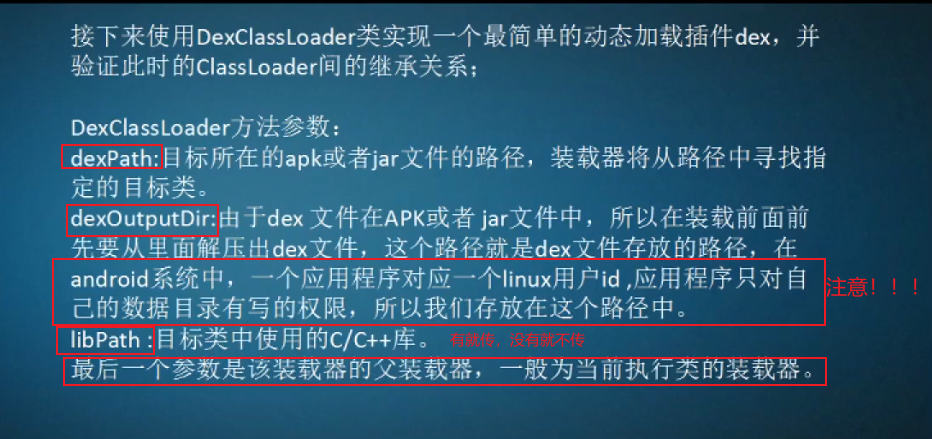 接下来使用DexClassLoader类实现一个最简单的动态加载插件dex，并
验证此时的ClassLoader间的继承关系；
DexClassLoader方法参数：
dexPath:目标所在的apk或者jar文件的路径，装载器将从路径中寻找指
定的目标类。
dexOutputDir:由于dex 文件在APK或者 jar文件中，所以在装载前面前
先要从里面解压出dex文件，这个路径就是dex文件存放的路径，在
android系统中，一个应用程序对应一个linux用户id ,应用程序只对自
己的数据目录有写的权限，所以我们存放在这个路径中。
注意！！！
libPath :目标类中使用的C/C++库。 有就传，没有就不传
最后一个参数是该装载器的父装载器，一般为当前执行类的装载器。